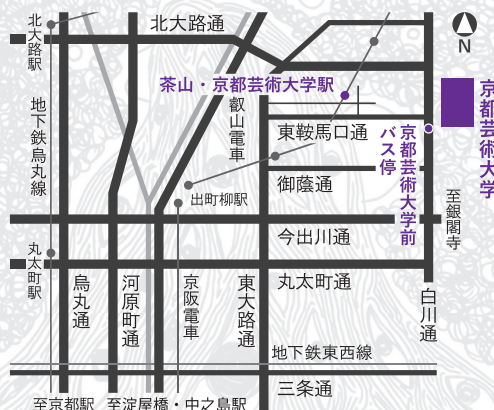 北大路通
N
北大路駅
茶山・京都芸術大学駅
京都芸術大学
地下鉄烏丸線
叡山電車
東鞍馬口通
京都芸術大学前
バス停
出町柳駅
御蔭通
至銀閣寺
今出川通
丸太町駅
烏丸通
河原町通
京阪電車
東大路通
丸太町通
白川通
地下鉄東西線
三条通
至京都駅
至淀屋橋・中之島駅